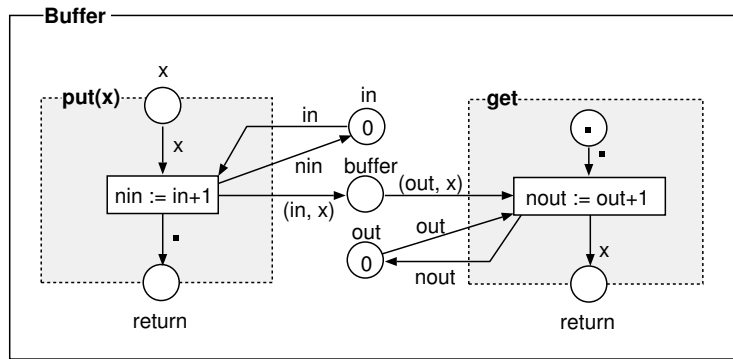 Buffer
x
in
put(x)
in
0
get
x
nin
buffer
nin := in+1
(out, x)
nout := out+1
(in, x)
out
out
0
x
nout
return
return